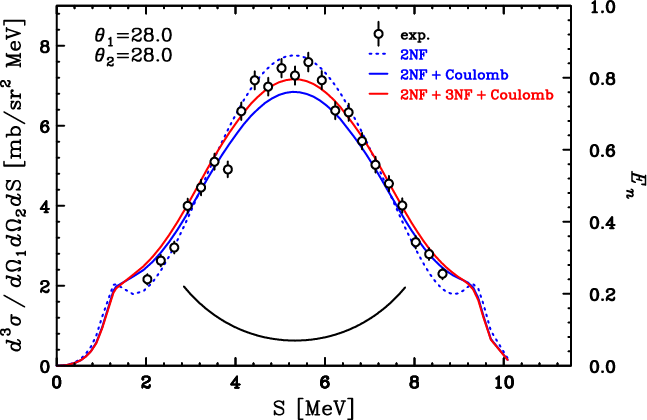 θ₁=28.0
θ₂=28.0
exp.
2NF
2NF + Coulomb
2NF + 3NF + Coulomb
d³σ / dΩ₁dΩ₂dS [mb/sr² MeV]
8
6
4
2
0
1.0
0.8
0.6
0.4
0.2
0.0
Eₙ
0
2
4
6
8
10
S [MeV]